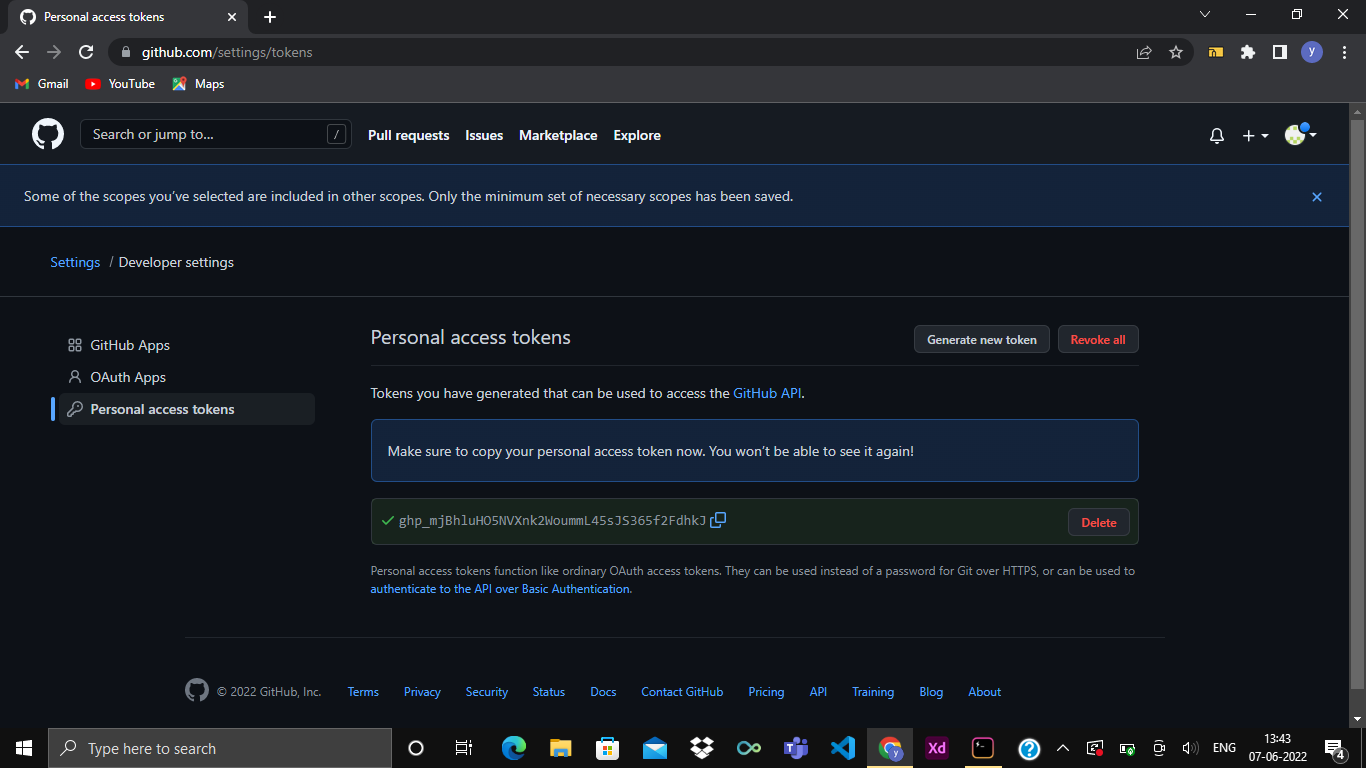 Personal access tokens
github.com/settings/tokens
y
Gmail YouTube Maps
Search or jump to... / Pull requests Issues Marketplace Explore
Some of the scopes you've selected are included in other scopes. Only the minimum set of necessary scopes has been saved.
Settings / Developer settings
GitHub Apps
OAuth Apps
Personal access tokens
Personal access tokens Generate new token Revoke all
Tokens you have generated that can be used to access the GitHub API.
Make sure to copy your personal access token now. You won't be able to see it again!
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 Delete
Personal access tokens function like ordinary OAuth access tokens. They can be used instead of a password for Git over HTTPS, or can be used to
authenticate to the API over Basic Authentication.
© 2022 GitHub, Inc. Terms Privacy Security Status Docs Contact GitHub Pricing API Training Blog About
Type here to search y Xd ? ENG 13:43
07-06-2022 4